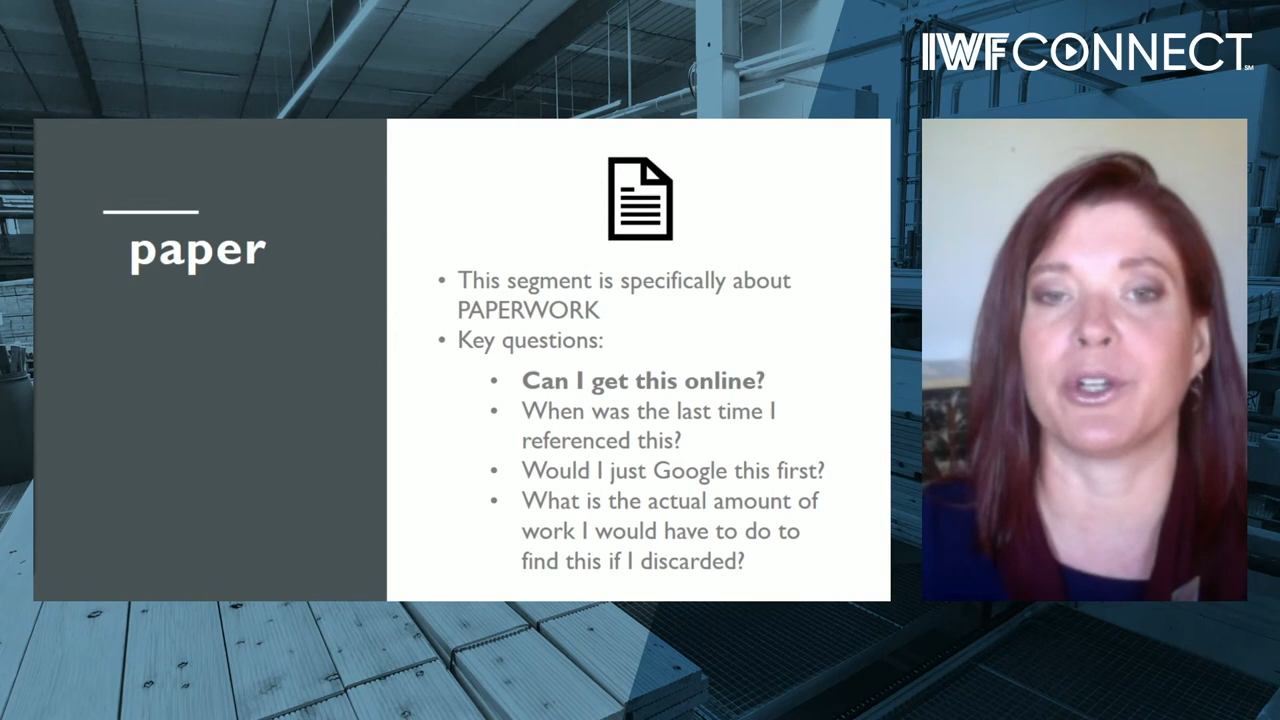 IWFCONNECT℠
paper
• This segment is specifically about
PAPERWORK
• Key questions:
• Can I get this online?
• When was the last time I
referenced this?
• Would I just Google this first?
• What is the actual amount of
work I would have to do to
find this if I discarded?